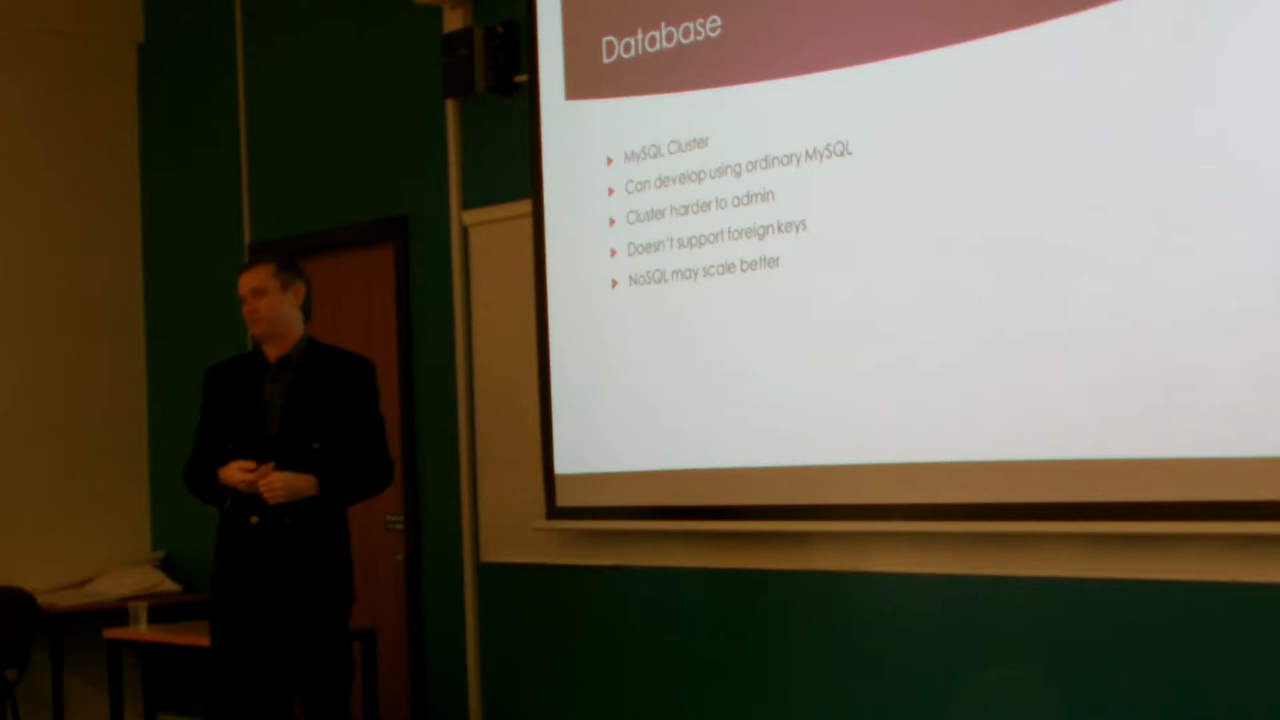 Database
MySQL Cluster
Can develop using ordinary MySQL
Cluster harder to admin
Doesn't support foreign keys
NoSQL may scale better